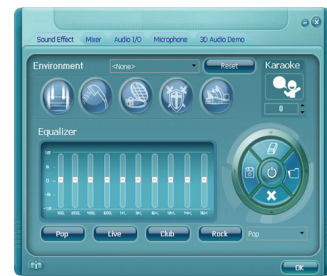 Sound Effect Mixer Audio I/O Microphone 3D Audio Demo
Environment <None> Reset Karaoke
0
Equalizer
Pop Live Club Rock Pop
OK